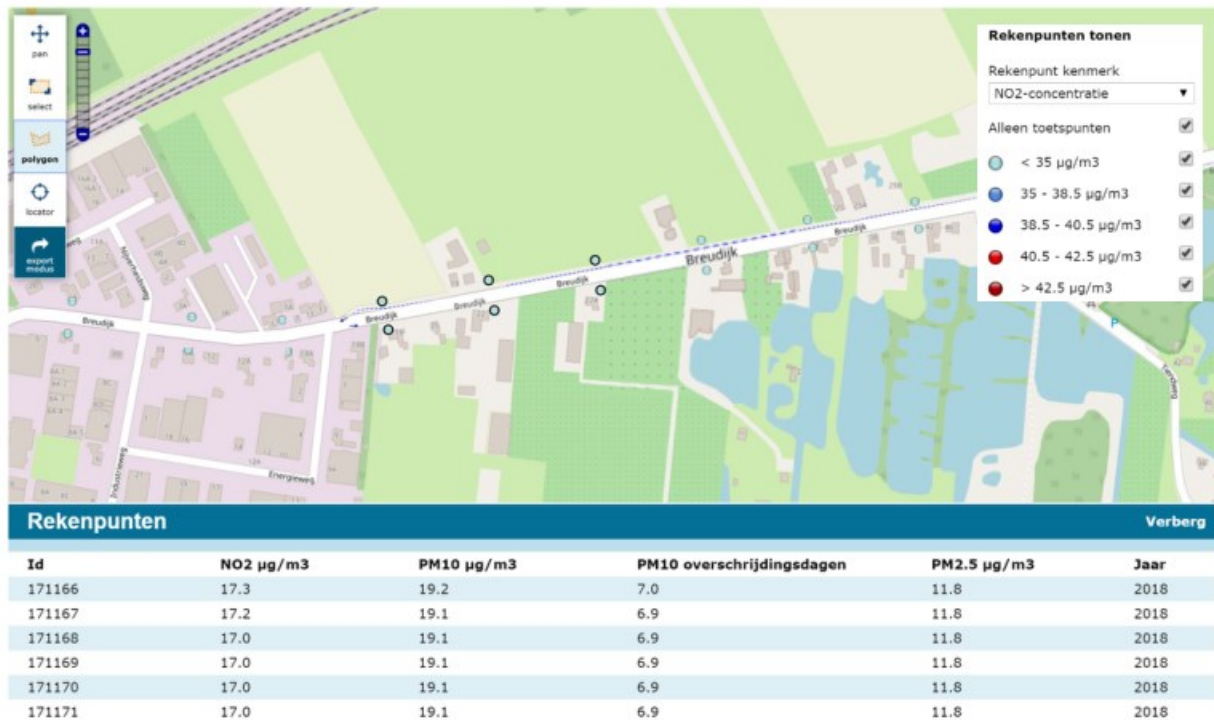 pan
select
polygon
locator
export
modus
Rekenpunten tonen
Rekenpunt kenmerk
NO2-concentratie
Alleen toetspunten
< 35 µg/m3
35 - 38.5 µg/m3
38.5 - 40.5 µg/m3
40.5 - 42.5 µg/m3
> 42.5 µg/m3
Nijverheidsweg
Breudijk
Breudijk
Breudijk
Breudijk
Breudijk
Breudijk
Breudijk
Breudijk
P
Tiendweg
Industrieweg
Energieweg
Rekenpunten Verberg
Id NO2 µg/m3 PM10 µg/m3 PM10 overschrijdingsdagen PM2.5 µg/m3 Jaar
171166 17.3 19.2 7.0 11.8 2018
171167 17.2 19.1 6.9 11.8 2018
171168 17.0 19.1 6.9 11.8 2018
171169 17.0 19.1 6.9 11.8 2018
171170 17.0 19.1 6.9 11.8 2018
171171 17.0 19.1 6.9 11.8 2018